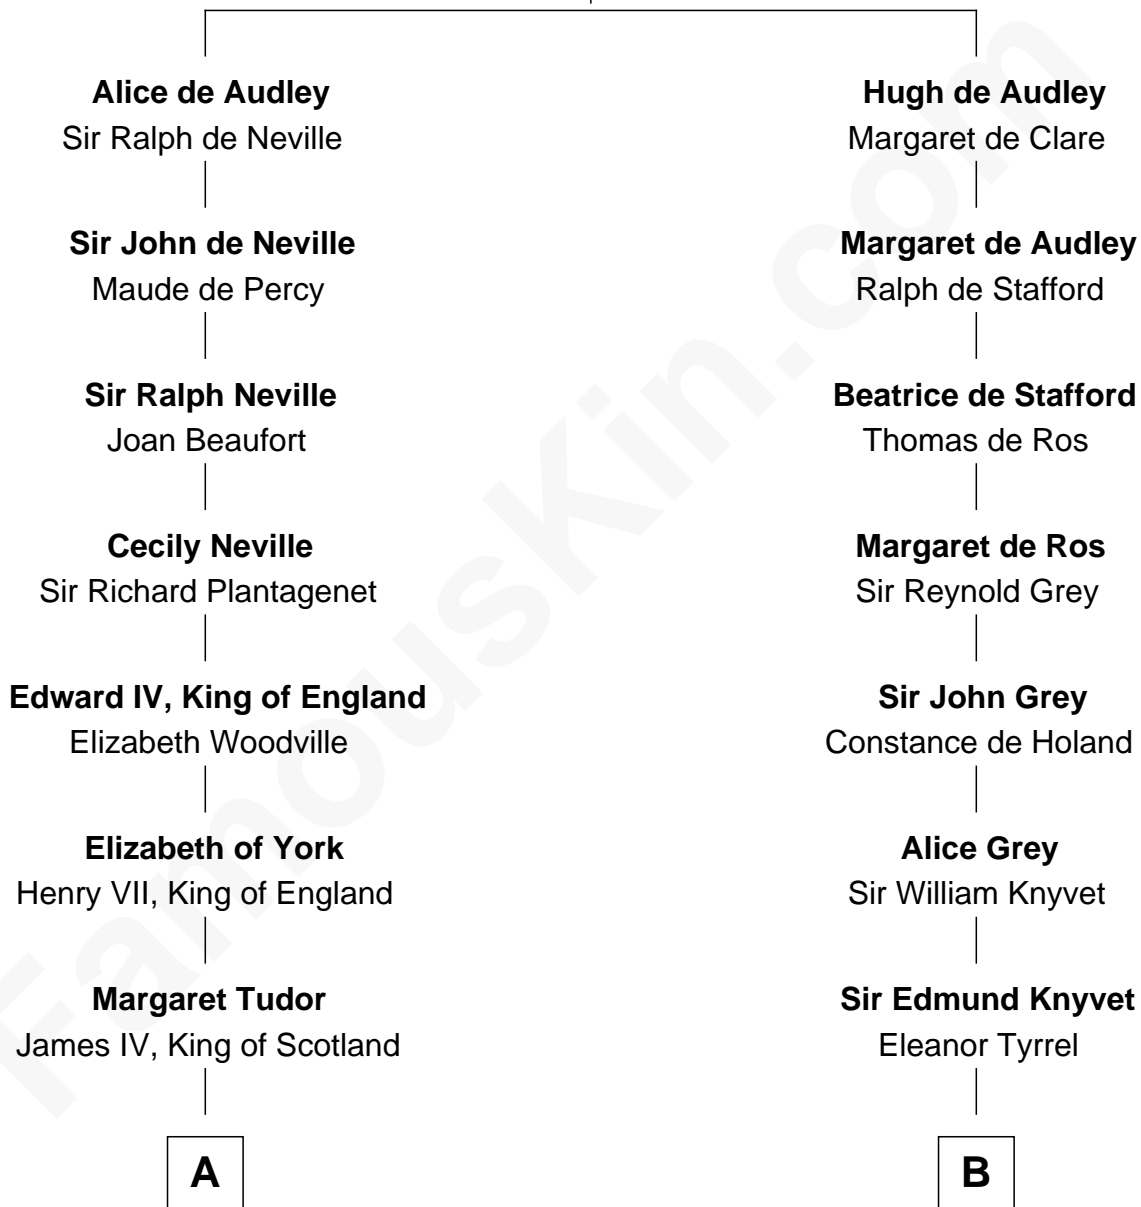 Alice de Audley
Sir Ralph de Neville
Sir John de Neville
Maude de Percy
Sir Ralph Neville
Joan Beaufort
Cecily Neville
Sir Richard Plantagenet
Edward IV, King of England
Elizabeth Woodville
Elizabeth of York
Henry VII, King of England
Margaret Tudor
James IV, King of Scotland
A
Hugh de Audley
Margaret de Clare
Margaret de Audley
Ralph de Stafford
Beatrice de Stafford
Thomas de Ros
Margaret de Ros
Sir Reynold Grey
Sir John Grey
Constance de Holand
Alice Grey
Sir William Knyvet
Sir Edmund Knyvet
Eleanor Tyrrel
B
FamousKin.com